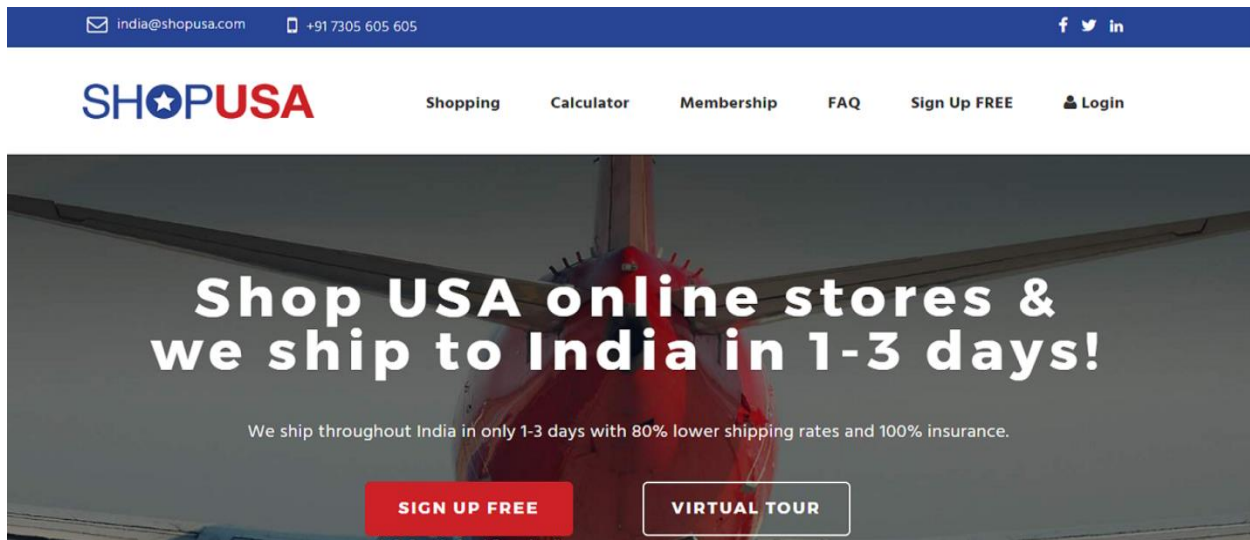 india@shopusa.com +91 7305 605 605
SHOPUSA
Shopping Calculator Membership FAQ Sign Up FREE Login
Shop USA online stores &
we ship to India in 1-3 days!
We ship throughout India in only 1-3 days with 80% lower shipping rates and 100% insurance.
SIGN UP FREE VIRTUAL TOUR